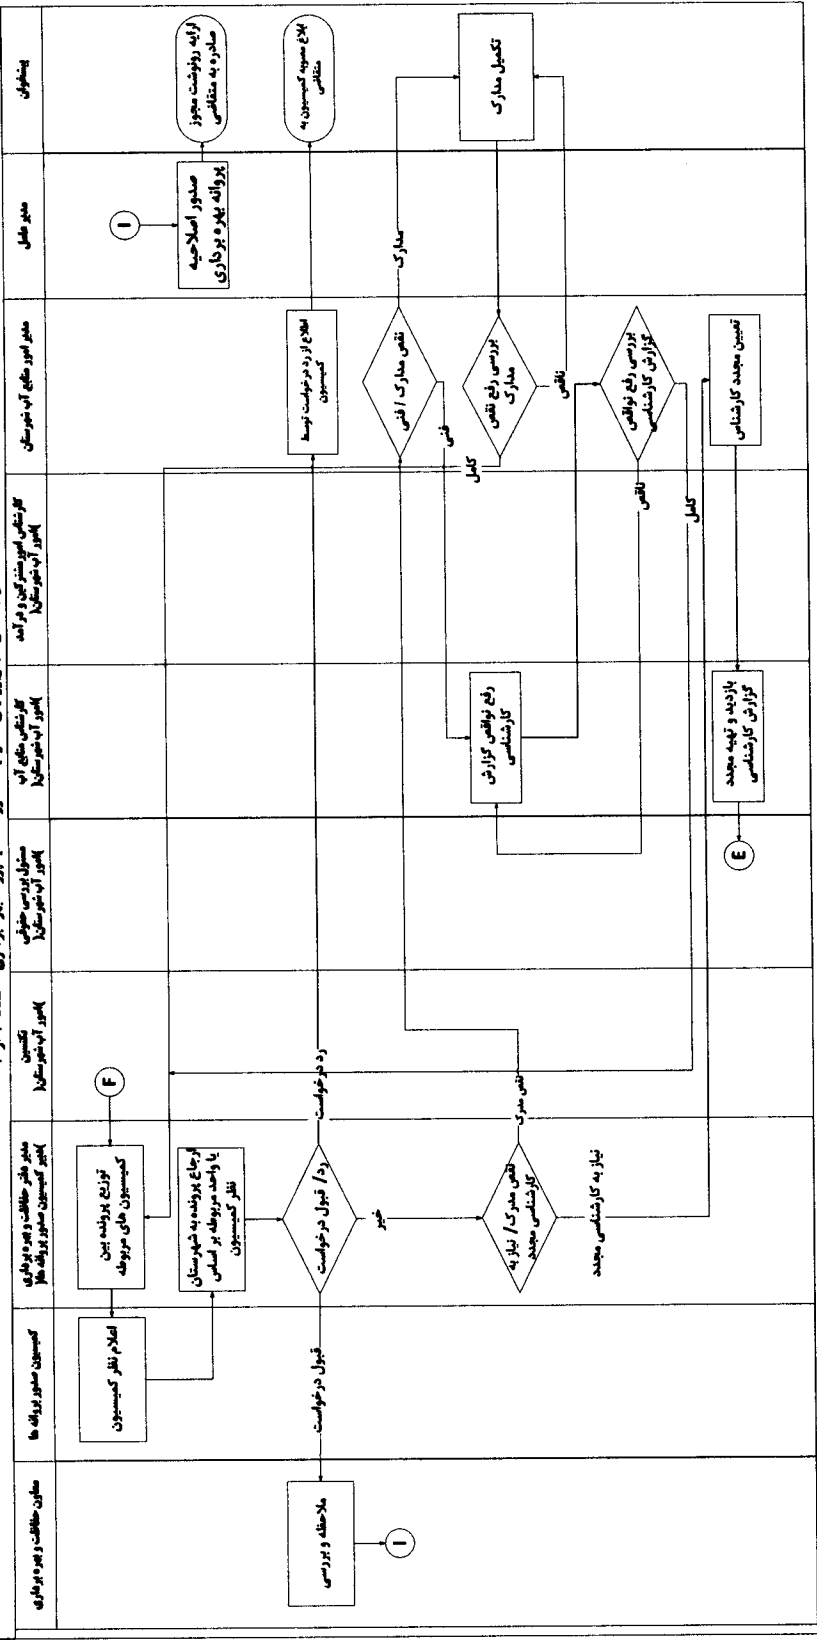 پیشخوان
مدیر عامل
مدیر امور منابع آب شهرستان
کارشناس امور مشترکین و درآمد
)امور آب شهرستان(
کارشناس منابع آب
)امور آب شهرستان(
مسئول بررسی حقوقی
)امور آب شهرستان(
تکنسین
)امور آب شهرستان(
مدیر دفتر حفاظت و بهره برداری
)دبیر کمیسیون صدور پروانه ها(
کمیسیون صدور پروانه ها
معاون حفاظت و بهره برداری
ارایه رونوشت مجوز
صادره به متقاضی
ابلاغ مصوبه کمیسیون به
متقاضی
تکمیل مدارک
I
صدور اصلاحیه
پروانه بهره برداری
مدارک
اطلاع از رد درخواست توسط
کمیسیون
نقص مدارک / فنی
فنی
بررسی رفع نقص
مدارک
ناقص
کامل
بررسی رفع نواقص
گزارش کارشناسی
ناقص
کامل
تعیین مجدد کارشناس
رفع نواقص گزارش
کارشناسی
بازدید و تهیه مجدد
گزارش کارشناسی
E
F
توزیع پرونده بین
کمیسیون های مربوطه
ارجاع پرونده به شهرستان
یا واحد مربوطه بر اساس
نظر کمیسیون
رد درخواست
رد/ قبول درخواست
خیر
نقص مدرک
نقص مدرک / نیاز به
کارشناسی مجدد
نیاز به کارشناسی مجدد
اعلام نظر کمیسیون
قبول درخواست
ملاحظه و بررسی
I